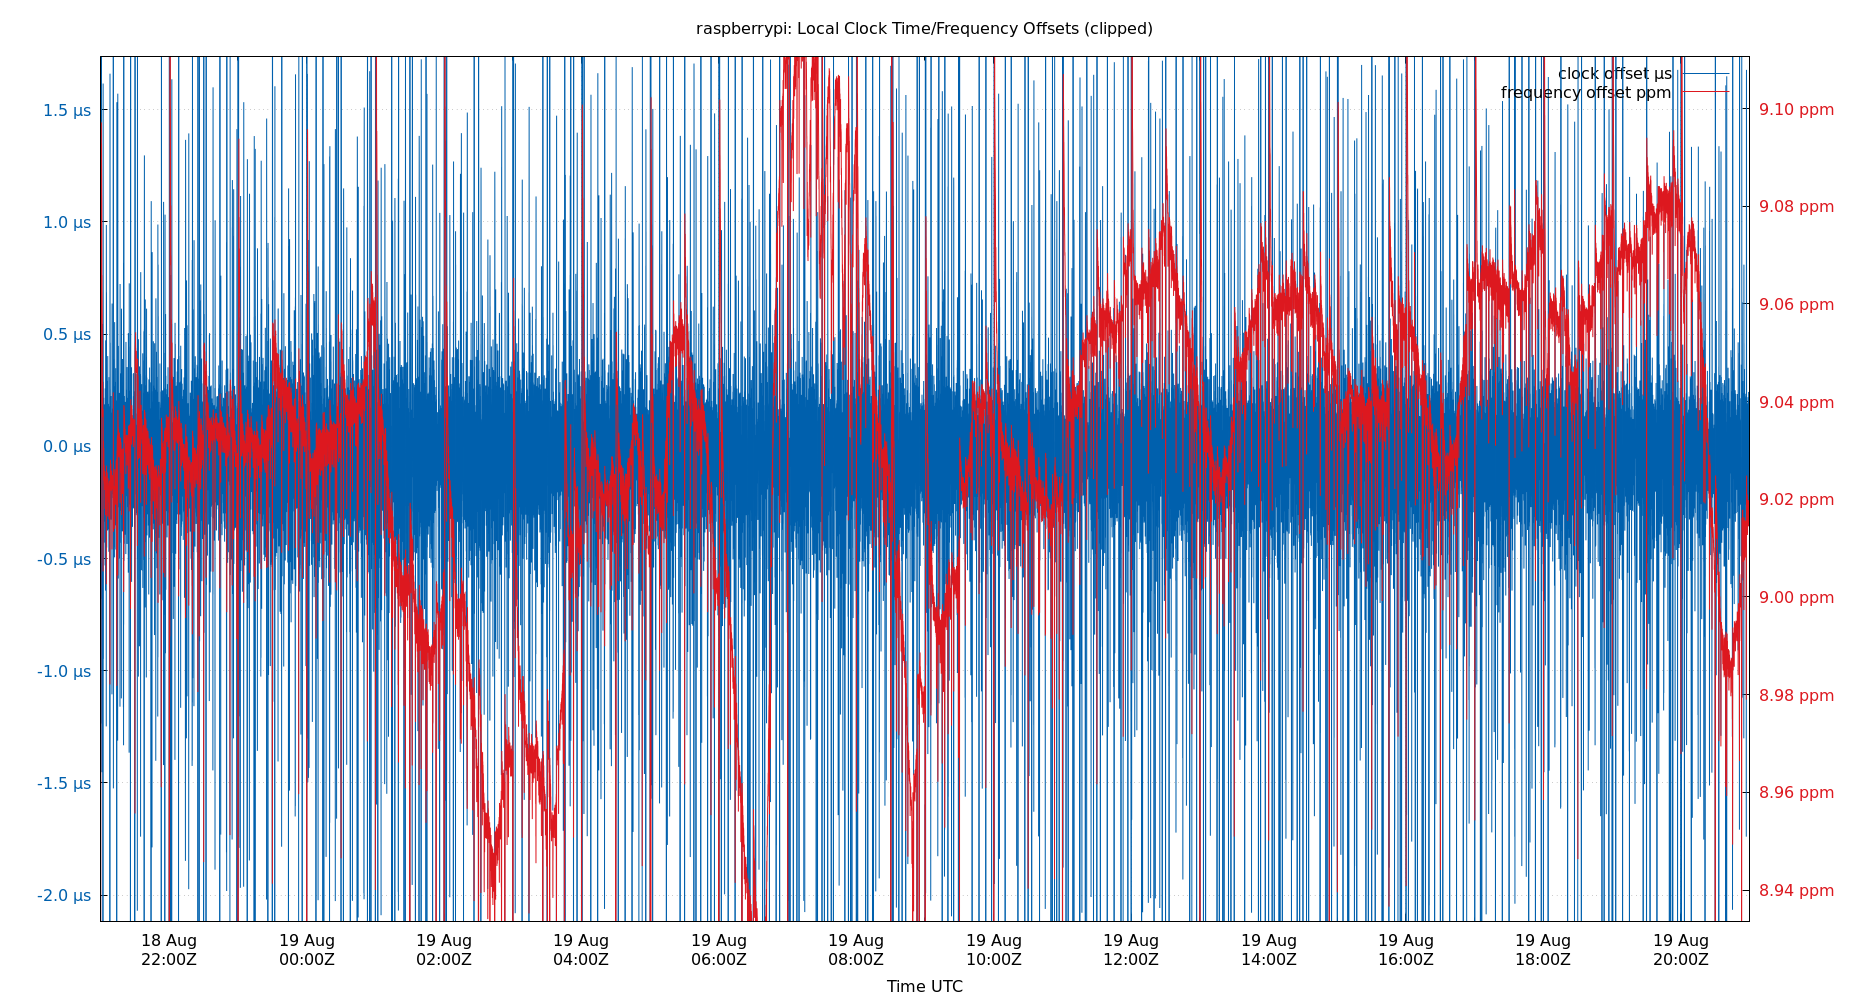 raspberrypi: Local Clock Time/Frequency Offsets (clipped)
clock offset µs
frequency offset ppm
1.5 µs
1.0 µs
0.5 µs
0.0 µs
-0.5 µs
-1.0 µs
-1.5 µs
-2.0 µs
9.10 ppm
9.08 ppm
9.06 ppm
9.04 ppm
9.02 ppm
9.00 ppm
8.98 ppm
8.96 ppm
8.94 ppm
18 Aug 19 Aug 19 Aug 19 Aug 19 Aug 19 Aug 19 Aug 19 Aug 19 Aug 19 Aug 19 Aug 19 Aug
22:00Z 00:00Z 02:00Z 04:00Z 06:00Z 08:00Z 10:00Z 12:00Z 14:00Z 16:00Z 18:00Z 20:00Z
Time UTC